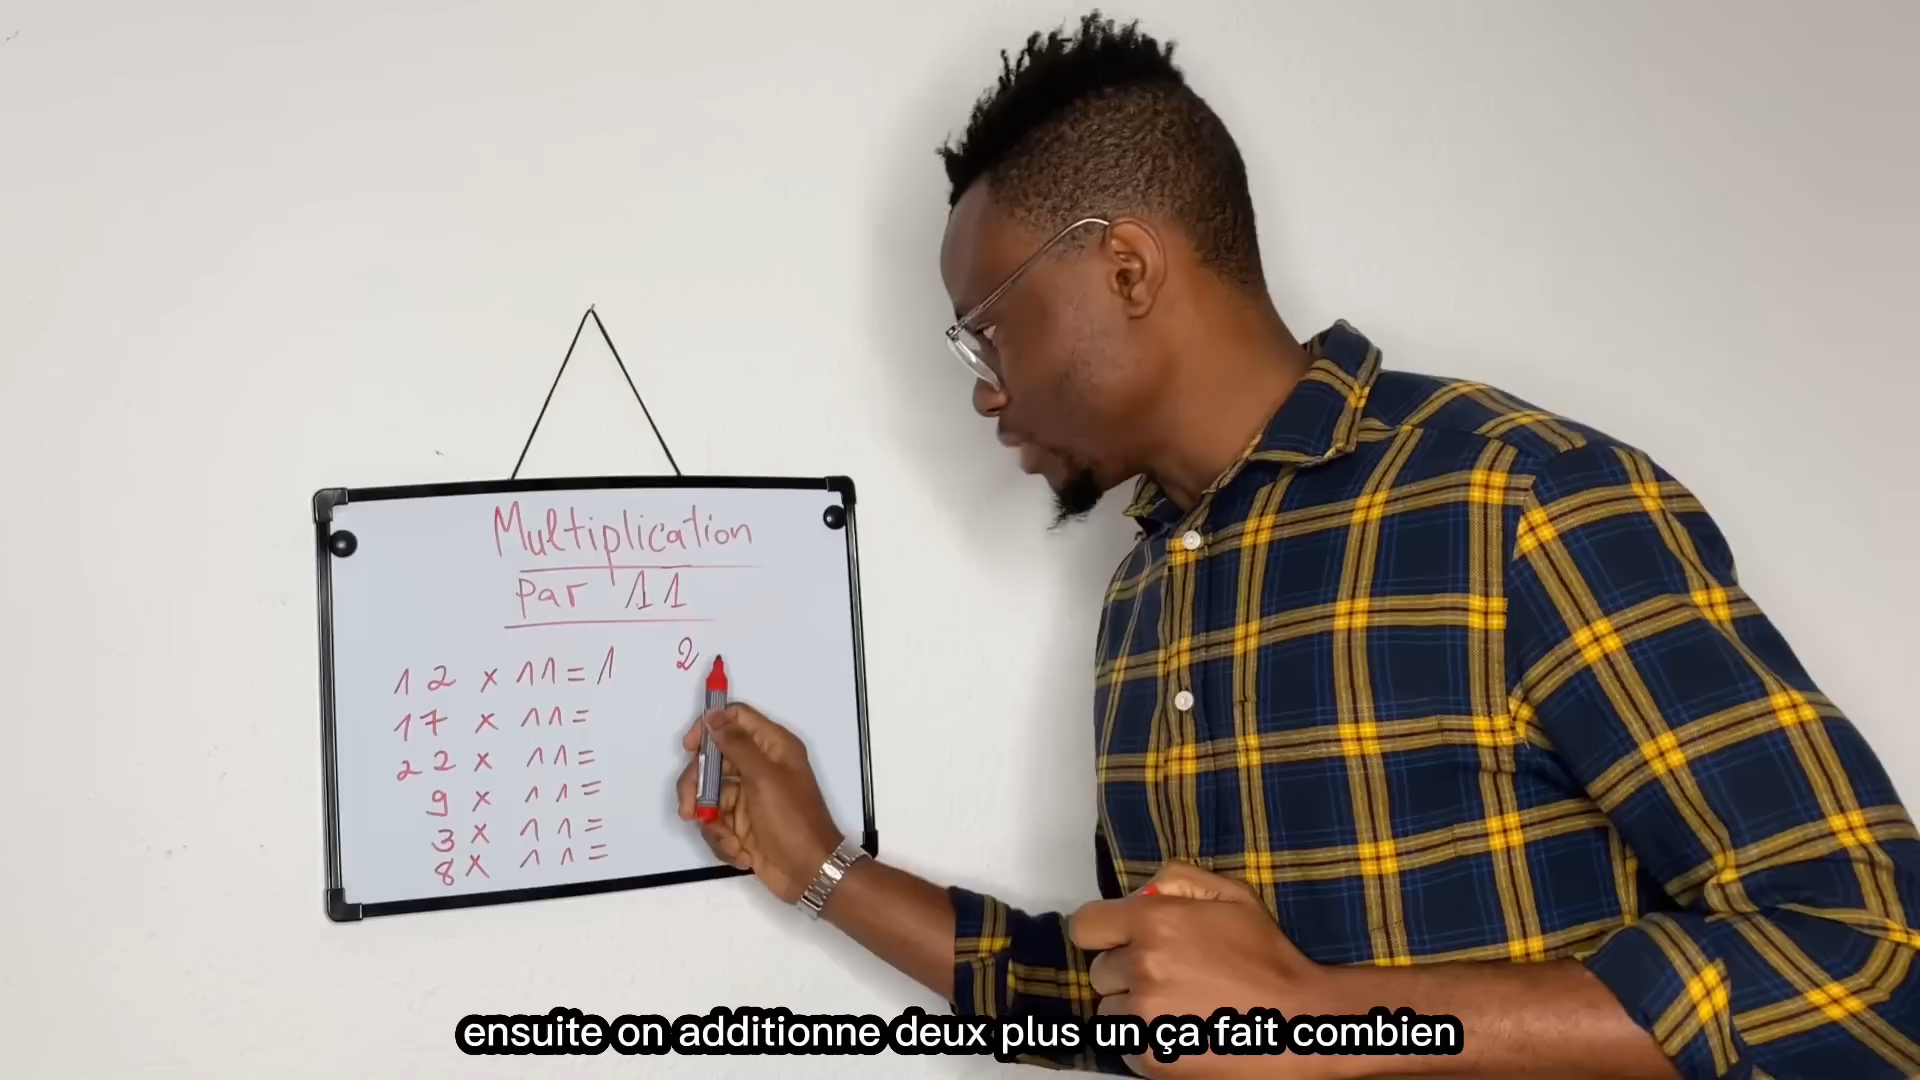 Multiplication
par 11
12 x 11 = 1 2
17 x 11 =
22 x 11 =
9 x 11 =
3 x 11 =
8 x 11 =
ensuite on additionne deux plus un ça fait combien